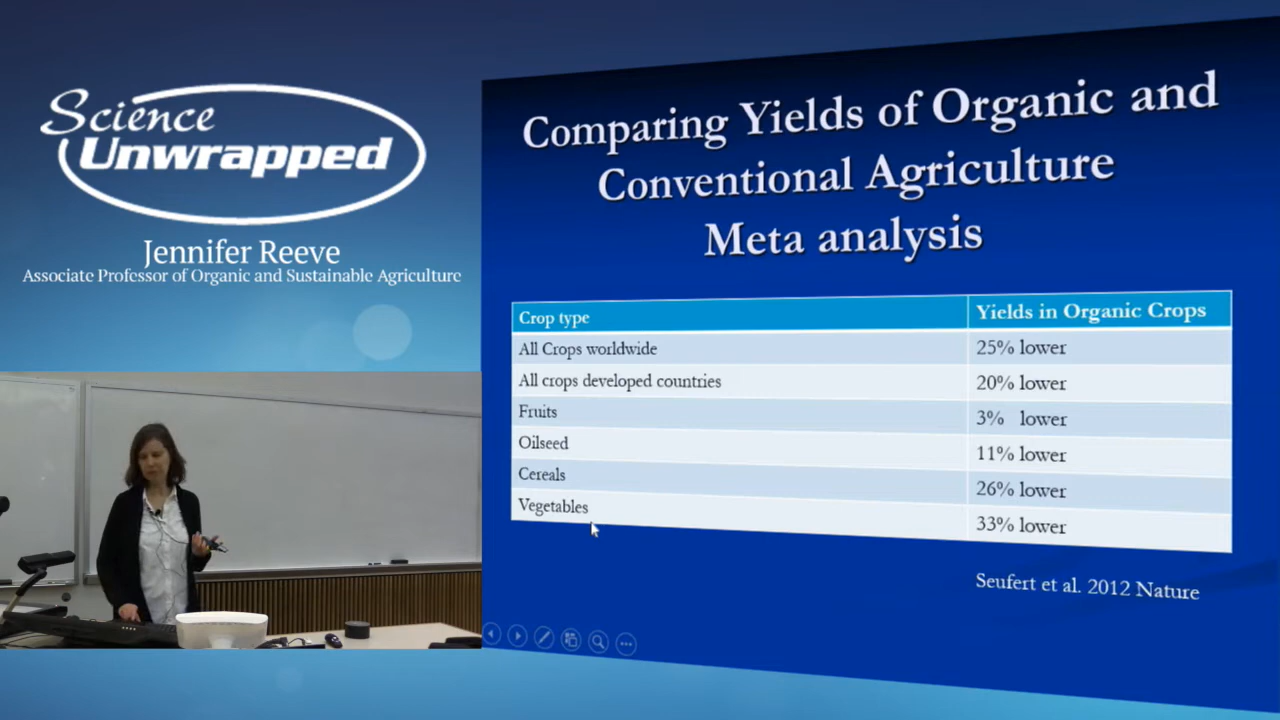 Science
Unwrapped
Jennifer Reeve
Associate Professor of Organic and Sustainable Agriculture
Comparing Yields of Organic and
Conventional Agriculture
Meta analysis
Crop type Yields in Organic Crops
All Crops worldwide 25% lower
All crops developed countries 20% lower
Fruits 3% lower
Oilseed 11% lower
Cereals 26% lower
Vegetables 33% lower
Seufert et al. 2012 Nature